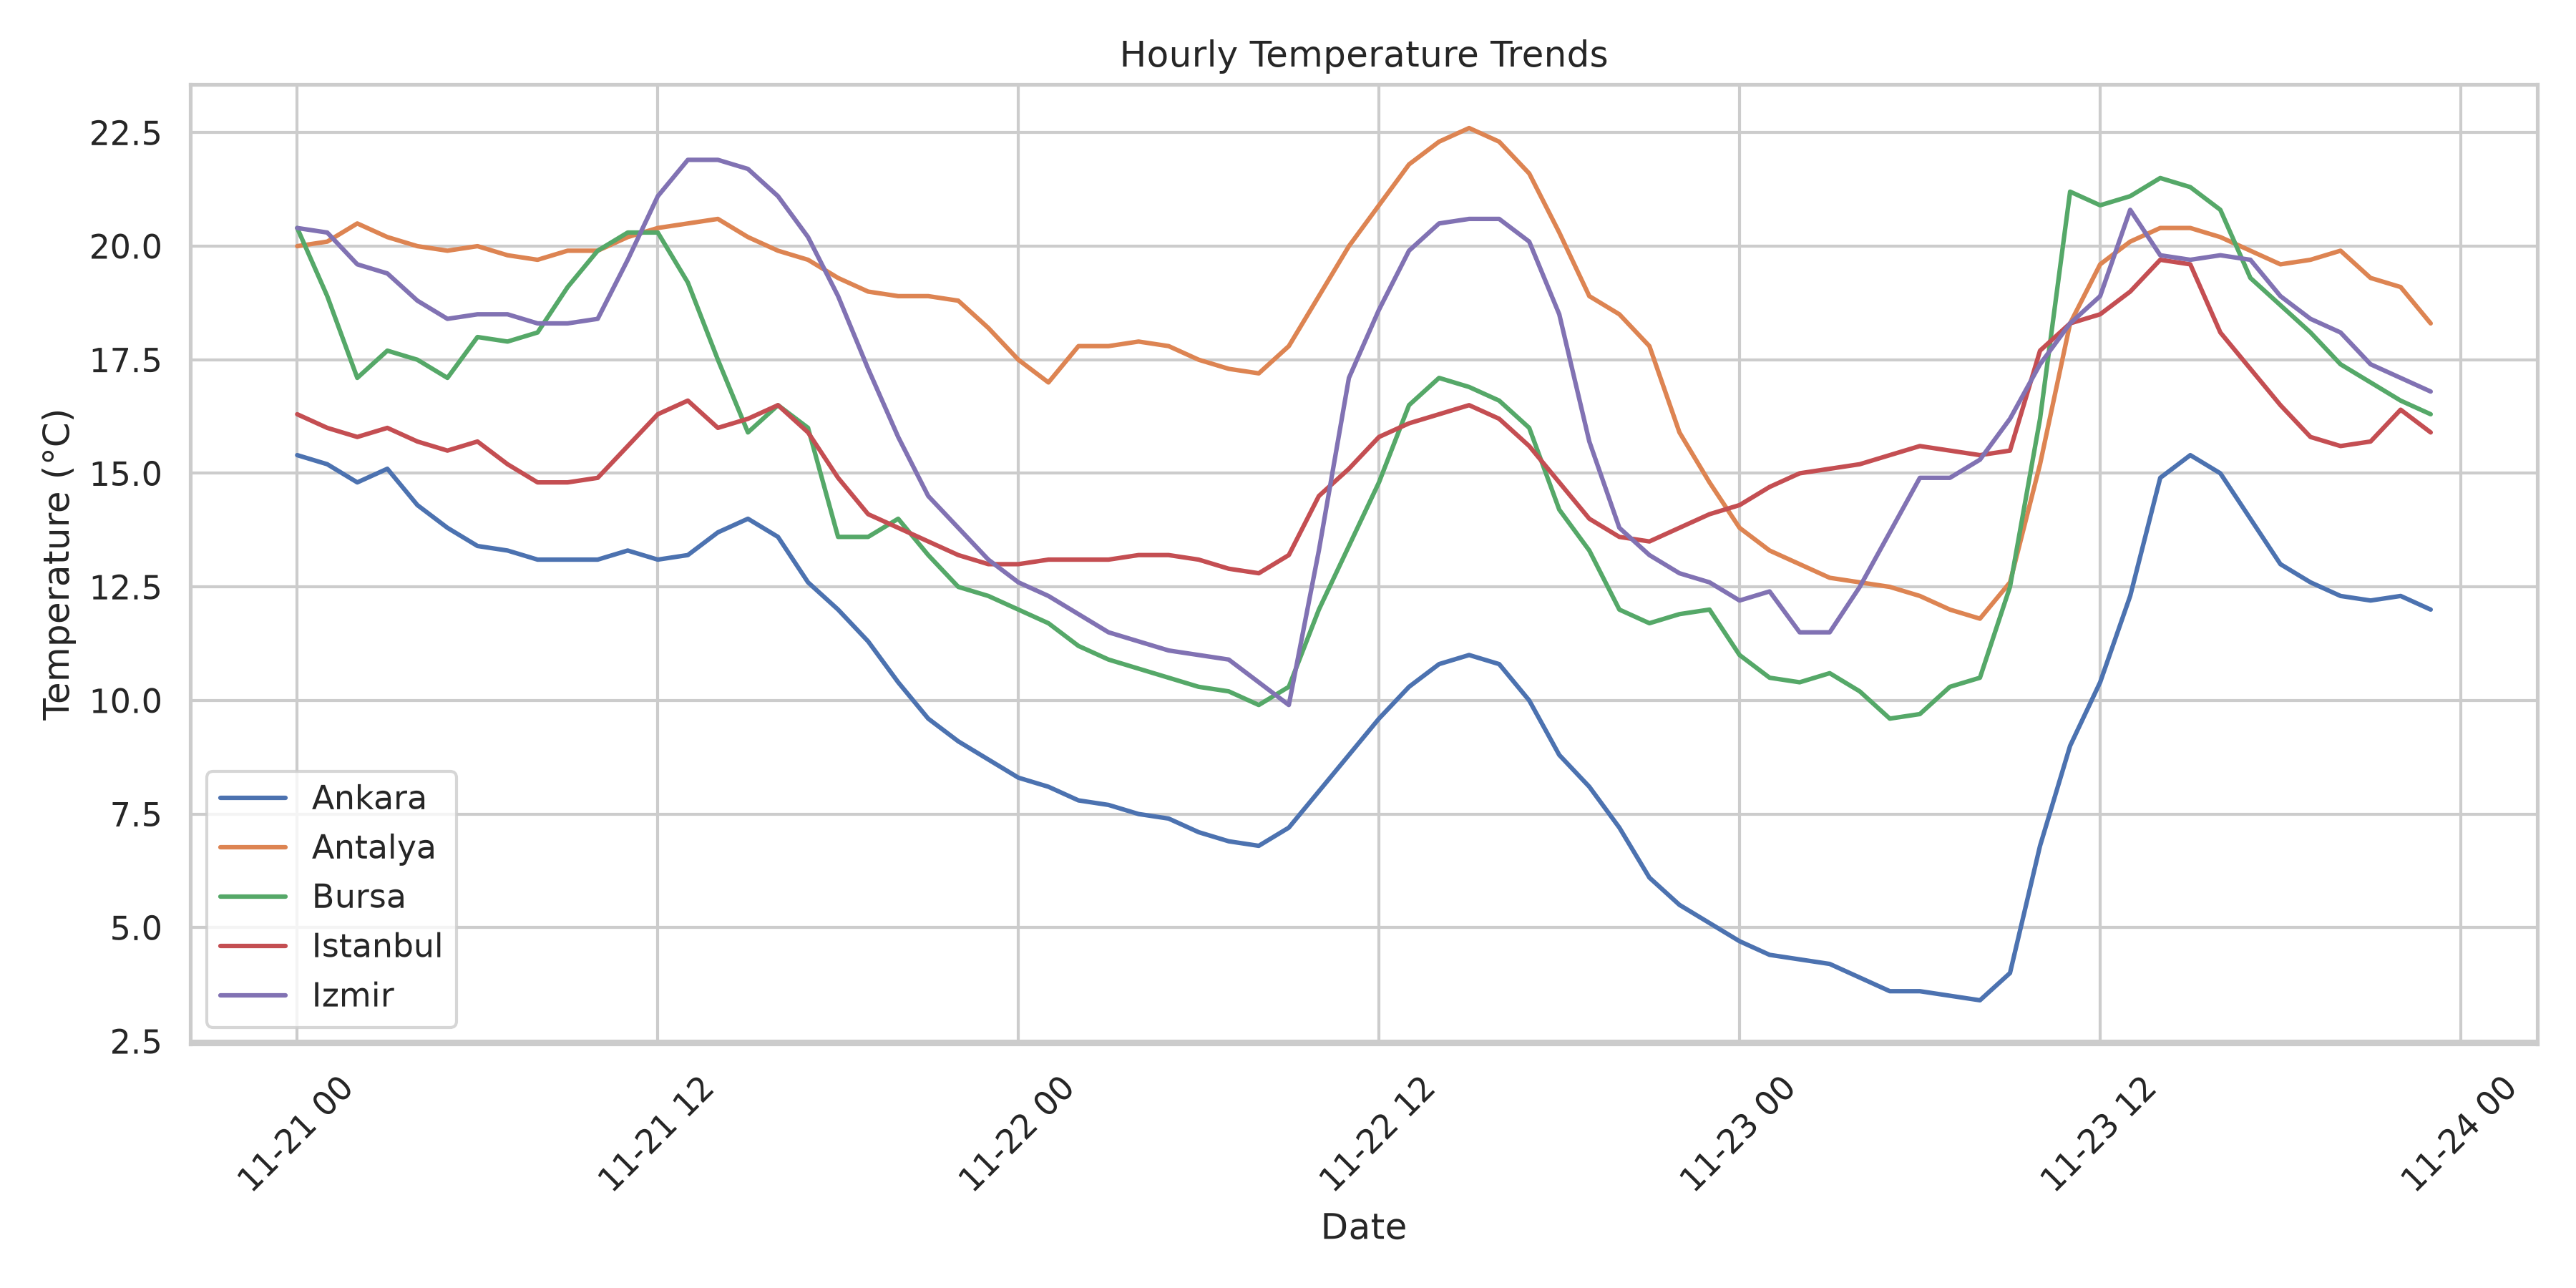 Hourly Temperature Trends
Temperature (°C)
22.5
20.0
17.5
15.0
12.5
10.0
7.5
5.0
2.5
Ankara
Antalya
Bursa
Istanbul
Izmir
11-21 00
11-21 12
11-22 00
11-22 12
11-23 00
11-23 12
11-24 00
Date